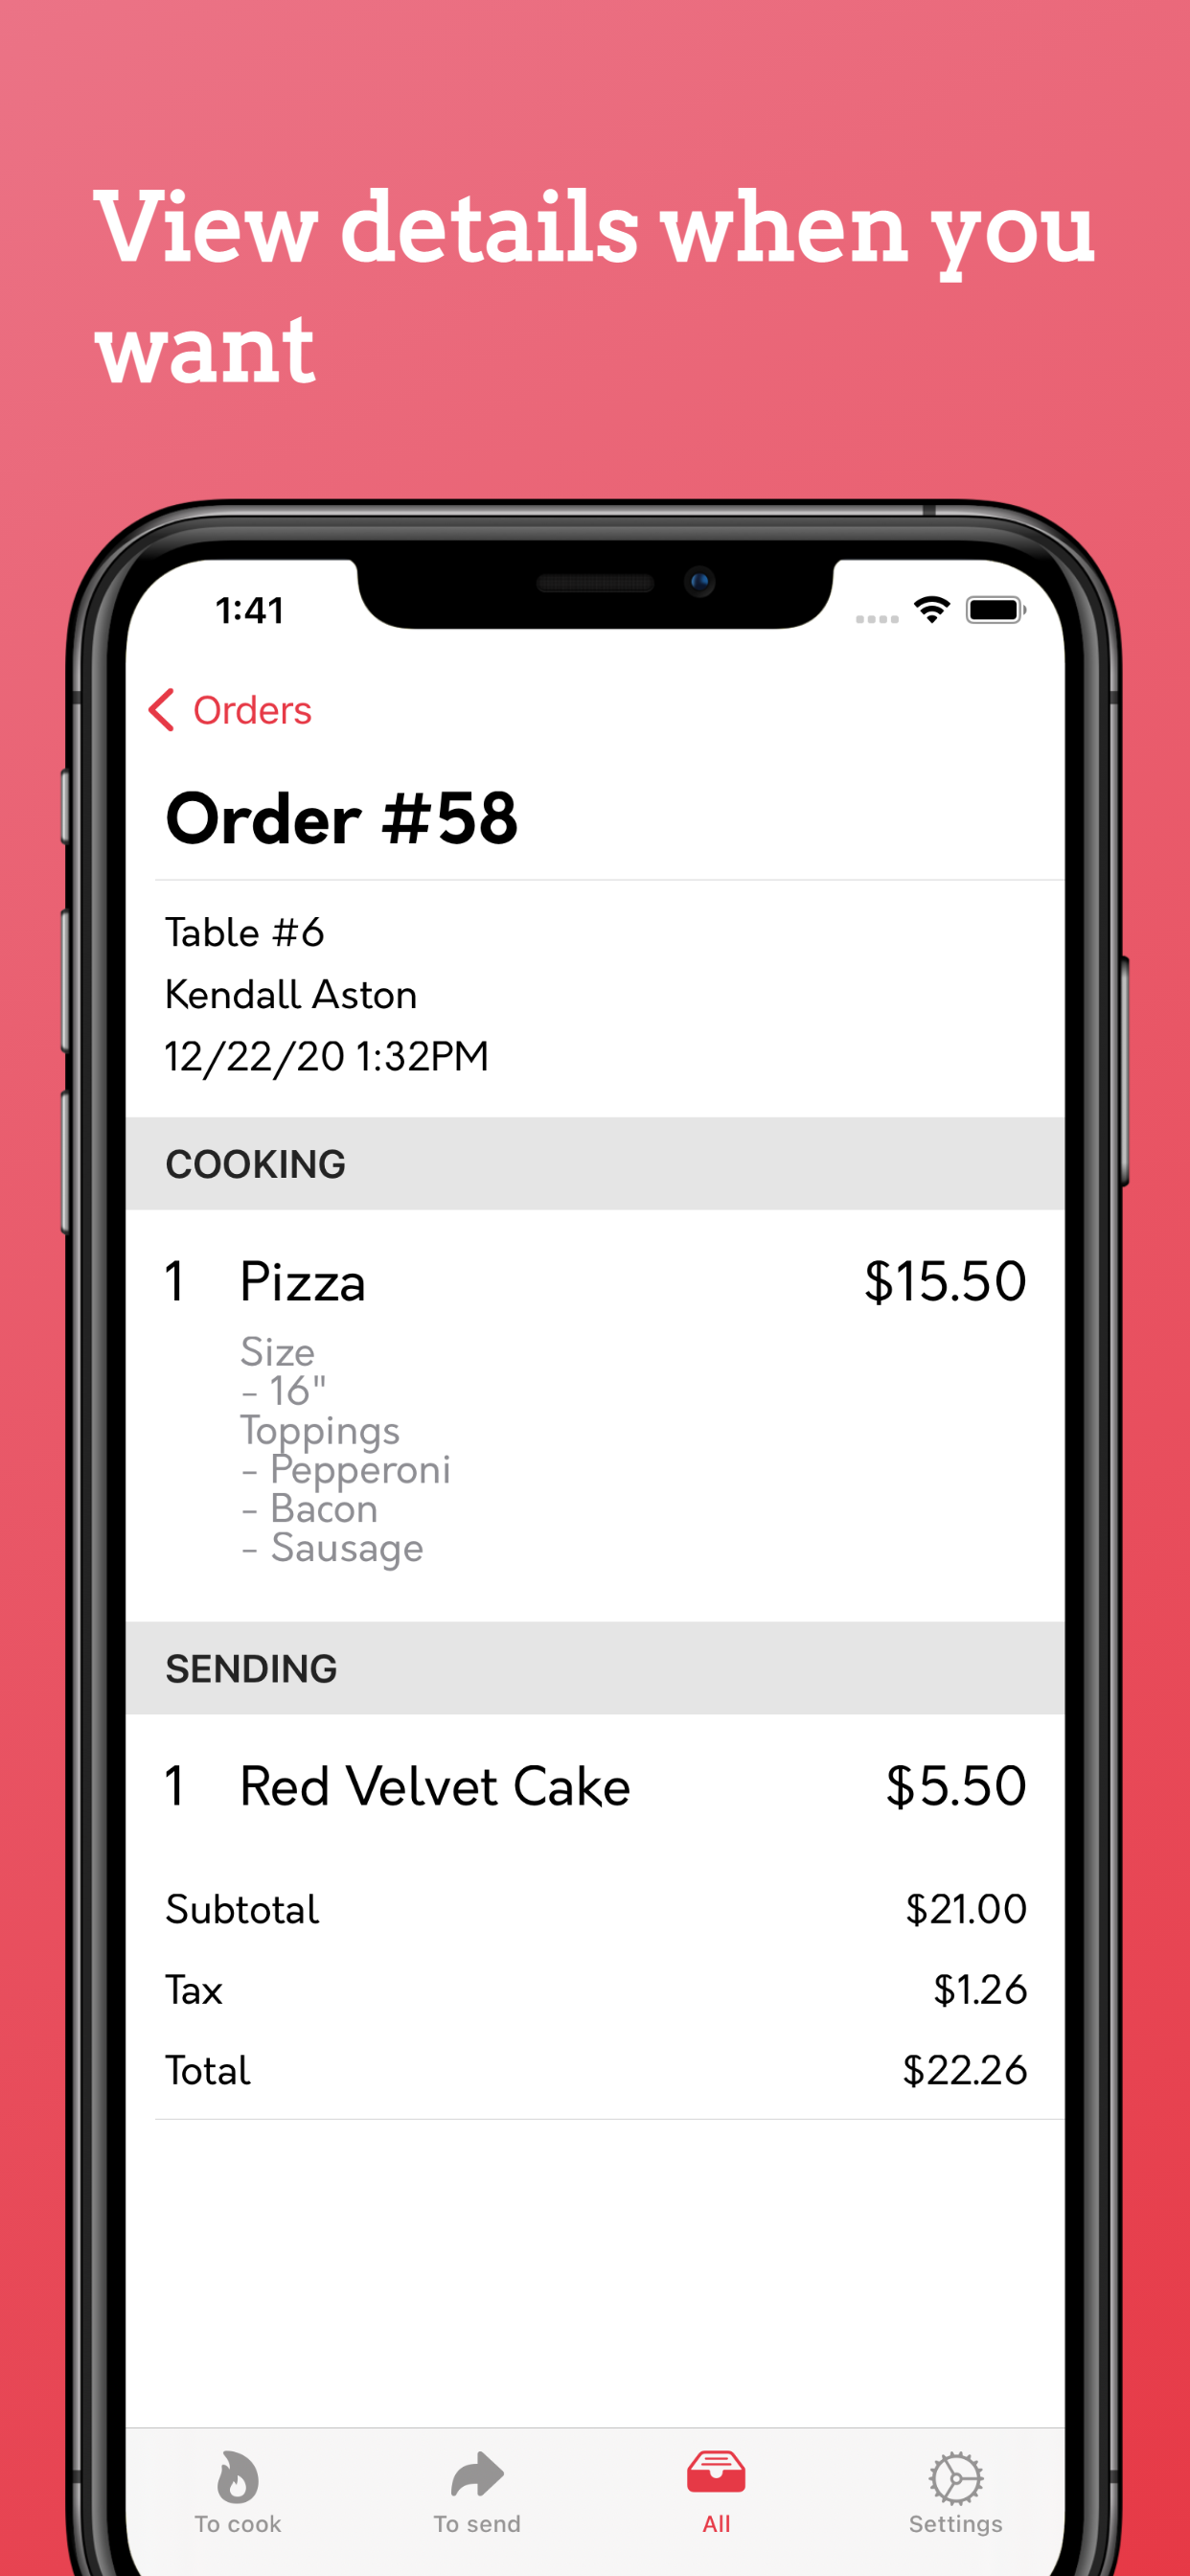 View details when you
want
1:41
Orders
Order #58
Table #6
Kendall Aston
12/22/20 1:32PM
COOKING
1 Pizza $15.50
Size
- 16"
Toppings
- Pepperoni
- Bacon
- Sausage
SENDING
1 Red Velvet Cake $5.50
Subtotal $21.00
Tax $1.26
Total $22.26
To cook To send All Settings